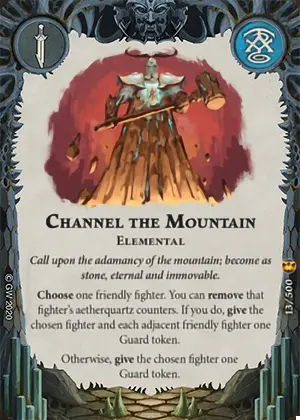 CHANNEL THE MOUNTAIN
ELEMENTAL
Call upon the adamancy of the mountain; become as
stone, eternal and immovable.
Choose one friendly fighter. You can remove that
fighter's aetherquartz counters. If you do, give the
chosen fighter and each adjacent friendly fighter one
Guard token.
Otherwise, give the chosen fighter one
Guard token.
© GW 2020
13/500